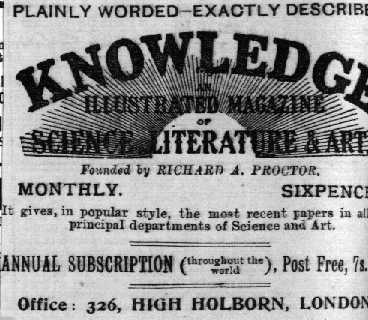 PLAINLY WORDED—EXACTLY DESCRIBE
KNOWLEDGE
AN
ILLUSTRATED MAGAZINE
OF
SCIENCE, LITERATURE & ART
Founded by RICHARD A. PROCTOR.
MONTHLY. SIXPENCE
It gives, in popular style, the most recent papers in all
principal departments of Science and Art.
ANNUAL SUBSCRIPTION (throughout the world), Post Free, 7s.
Office: 326, HIGH HOLBORN, LONDON